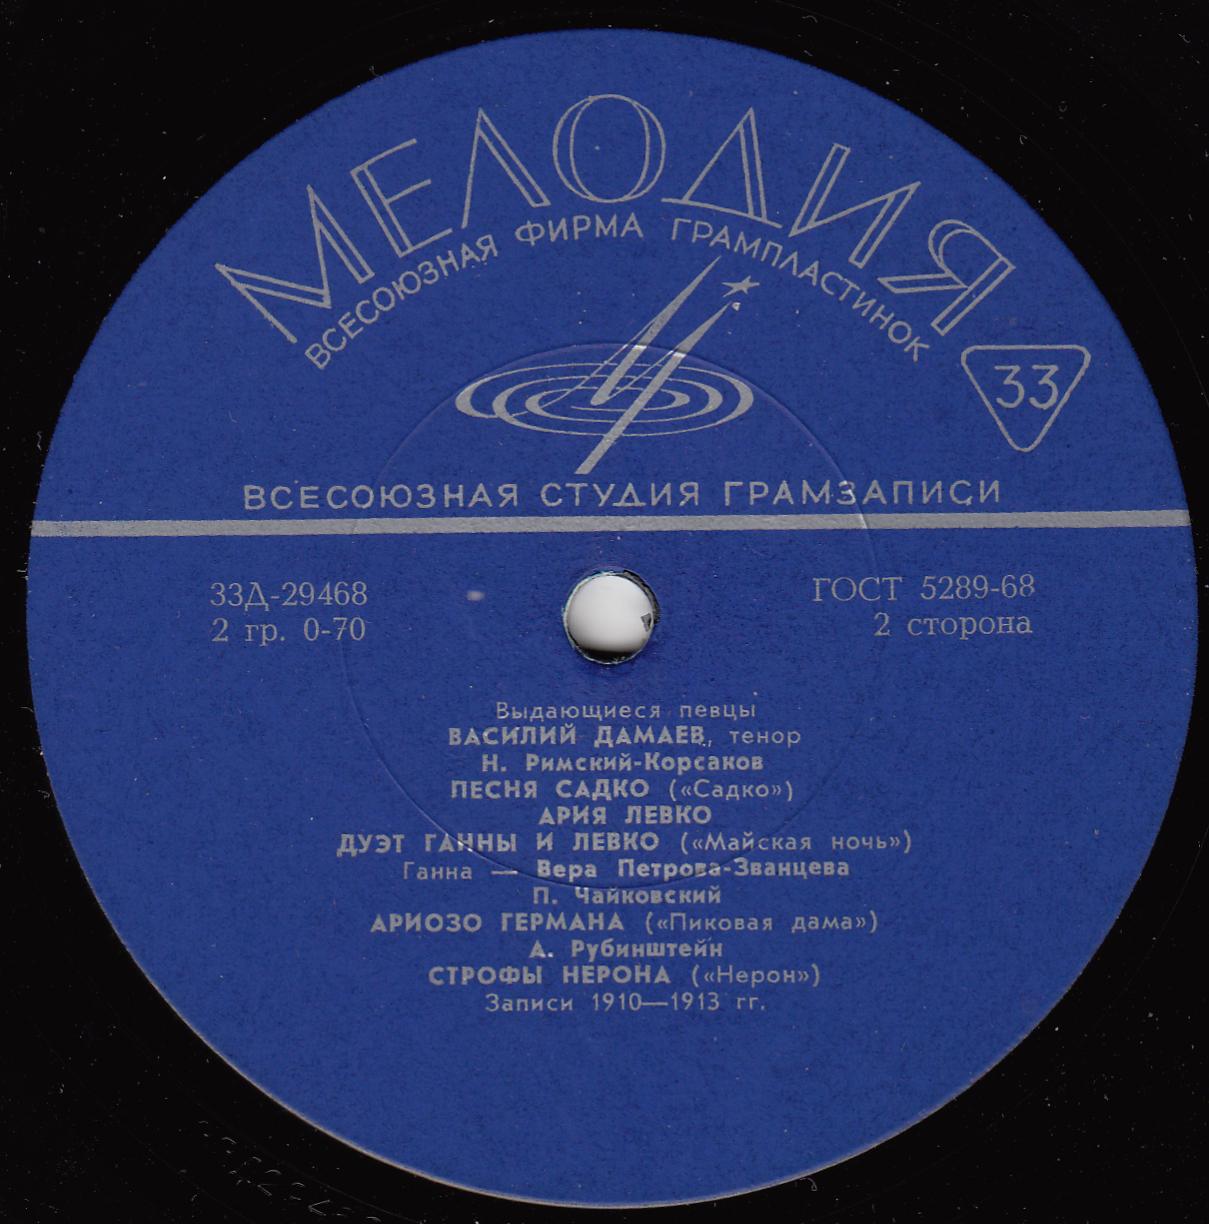 МЕЛОДИЯ
ВСЕСОЮЗНАЯ ФИРМА ГРАМПЛАСТИНОК
33
ВСЕСОЮЗНАЯ СТУДИЯ ГРАМЗАПИСИ
33Д-29468
2 гр. 0-70
ГОСТ 5289-68
2 сторона
Выдающиеся певцы
ВАСИЛИЙ ДАМАЕВ, тенор
Н. Римский-Корсаков
ПЕСНЯ САДКО («Садко»)
АРИЯ ЛЕВКО
ДУЭТ ГАННЫ И ЛЕВКО («Майская ночь»)
Ганна — Вера Петрова-Званцева
П. Чайковский
АРИОЗО ГЕРМАНА («Пиковая дама»)
А. Рубинштейн
СТРОФЫ НЕРОНА («Нерон»)
Записи 1910—1913 гг.